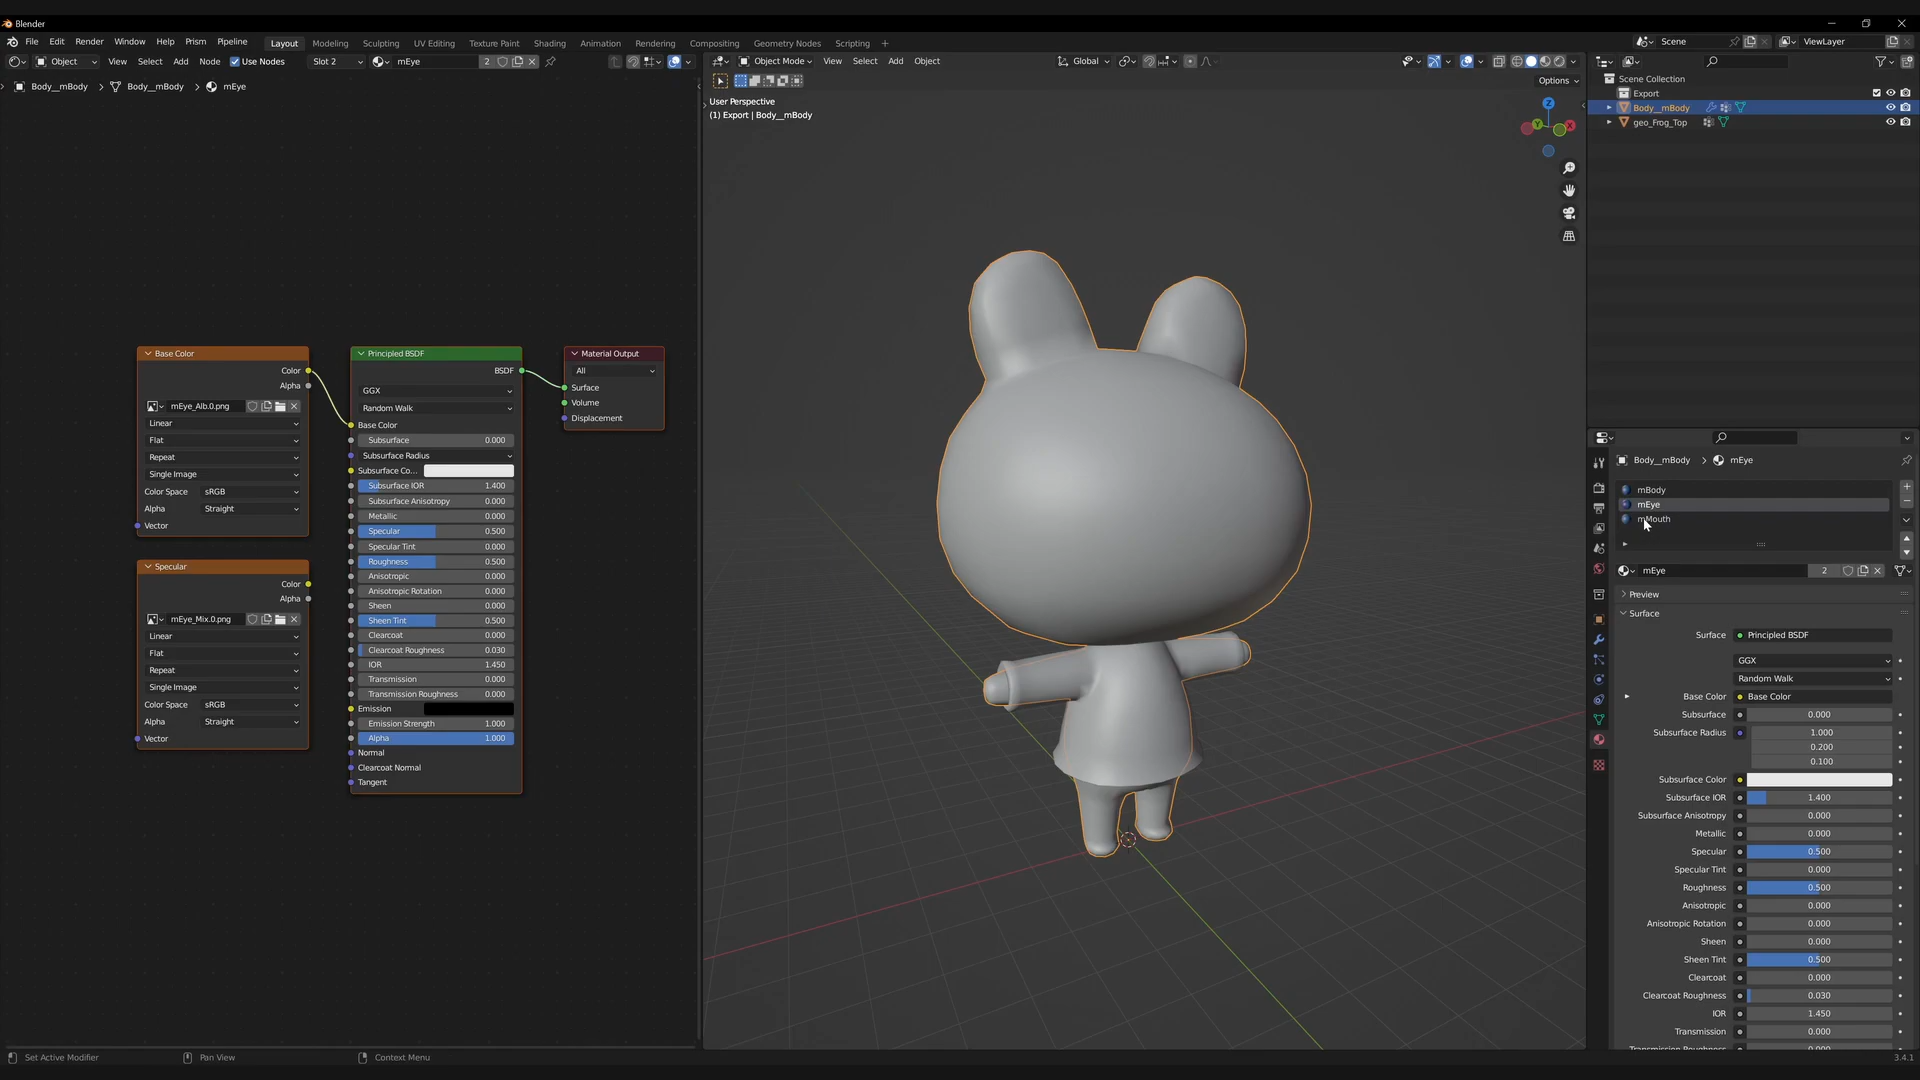 Blender
File Edit Render Window Help Prism Pipeline Layout Modeling Sculpting UV Editing Texture Paint Shading Animation Rendering Compositing Geometry Nodes Scripting + Scene ViewLayer
Object View Select Add Node Use Nodes Slot 2 mEye 2
Object Mode View Select Add Object Global
Options
Body__mBody > Body__mBody > mEye
User Perspective
(1) Export | Body__mBody
Z
Y
X
Scene Collection
Export
Body__mBody
geo_Frog_Top
Base Color
Color
Alpha
mEye_Alb.0.png
Linear
Flat
Repeat
Single Image
Color Space sRGB
Alpha Straight
Vector
Specular
Color
Alpha
mEye_Mix.0.png
Linear
Flat
Repeat
Single Image
Color Space sRGB
Alpha Straight
Vector
Principled BSDF
BSDF
GGX
Random Walk
Base Color
Subsurface 0.000
Subsurface Radius
Subsurface Co...
Subsurface IOR 1.400
Subsurface Anisotropy 0.000
Metallic 0.000
Specular 0.500
Specular Tint 0.000
Roughness 0.500
Anisotropic 0.000
Anisotropic Rotation 0.000
Sheen 0.000
Sheen Tint 0.500
Clearcoat 0.000
Clearcoat Roughness 0.030
IOR 1.450
Transmission 0.000
Transmission Roughness 0.000
Emission
Emission Strength 1.000
Alpha 1.000
Normal
Clearcoat Normal
Tangent
Material Output
All
Surface
Volume
Displacement
Body__mBody > mEye
mBody
mEye
mMouth
mEye 2
Preview
Surface
Surface Principled BSDF
GGX
Random Walk
Base Color Base Color
Subsurface 0.000
Subsurface Radius 1.000
0.200
0.100
Subsurface Color
Subsurface IOR 1.400
Subsurface Anisotropy 0.000
Metallic 0.000
Specular 0.500
Specular Tint 0.000
Roughness 0.500
Anisotropic 0.000
Anisotropic Rotation 0.000
Sheen 0.000
Sheen Tint 0.500
Clearcoat 0.000
Clearcoat Roughness 0.030
IOR 1.450
Transmission 0.000
Transmission Roughness 0.000
Set Active Modifier Pan View Context Menu 3.4.1